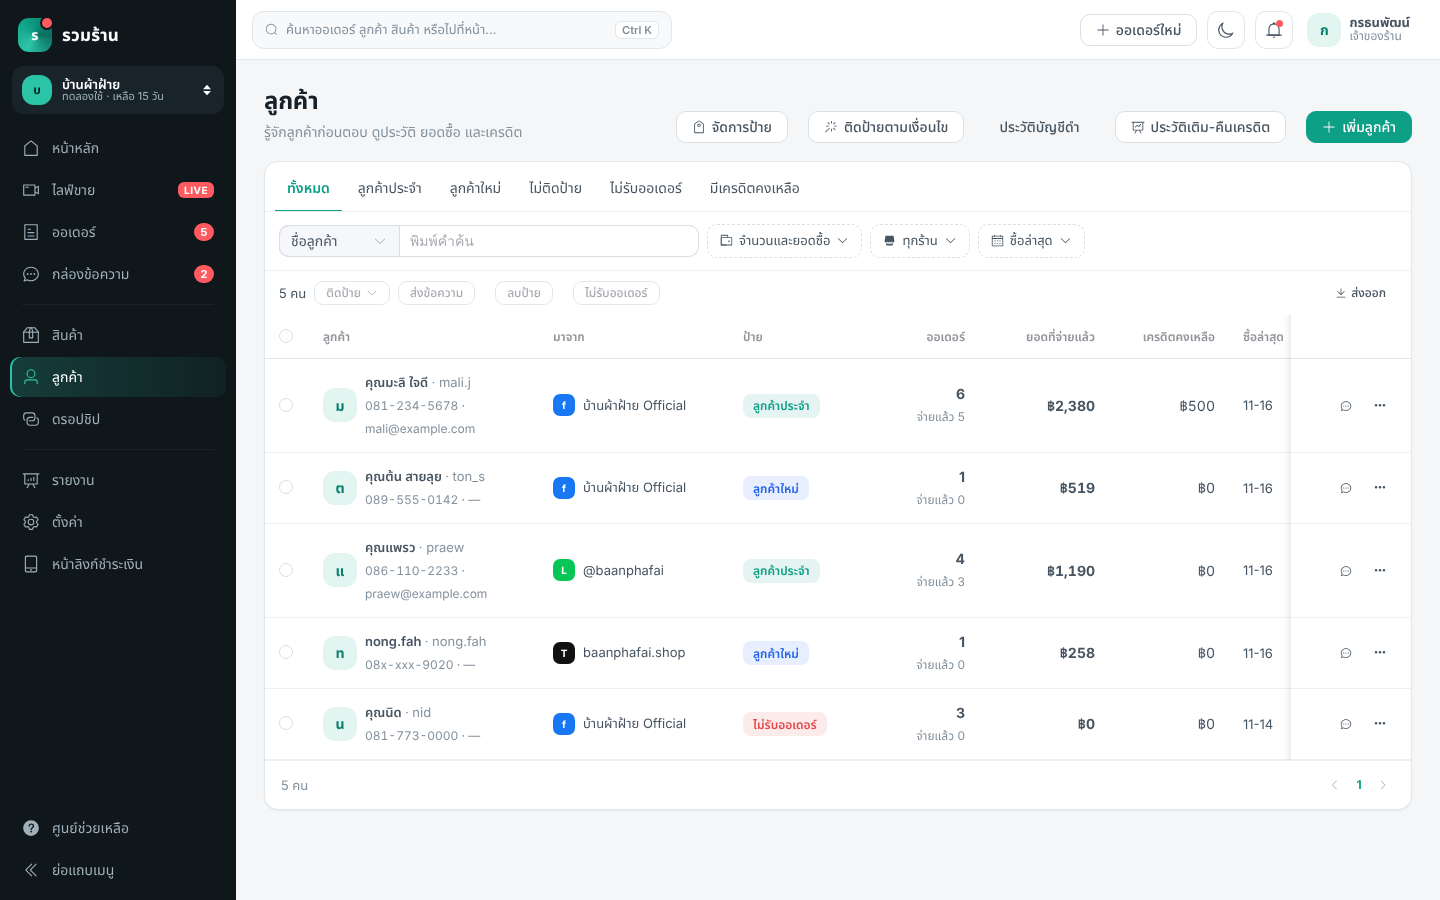 ร รวมร้าน
บ บ้านผ้าฝ้าย
ทดลองใช้ · เหลือ 15 วัน
หน้าหลัก
ไลฟ์ขาย LIVE
ออเดอร์ 5
กล่องข้อความ 2
สินค้า
ลูกค้า
ดรอปชิป
รายงาน
ตั้งค่า
หน้าลิงก์ชำระเงิน
ศูนย์ช่วยเหลือ
ย่อแถบเมนู
ค้นหาออเดอร์ ลูกค้า สินค้า หรือไปที่หน้า... Ctrl K
ออเดอร์ใหม่
ก กรธนพัฒน์
เจ้าของร้าน
ลูกค้า
รู้จักลูกค้าก่อนตอบ ดูประวัติ ยอดซื้อ และเครดิต
จัดการป้าย ติดป้ายตามเงื่อนไข ประวัติบัญชีดำ ประวัติเติม-คืนเครดิต เพิ่มลูกค้า
ทั้งหมด ลูกค้าประจำ ลูกค้าใหม่ ไม่ติดป้าย ไม่รับออเดอร์ มีเครดิตคงเหลือ
ชื่อลูกค้า พิมพ์คำค้น จำนวนและยอดซื้อ ทุกร้าน ซื้อล่าสุด
5 คน ติดป้าย ส่งข้อความ ลบป้าย ไม่รับออเดอร์ ส่งออก
ลูกค้า มาจาก ป้าย ออเดอร์ ยอดที่จ่ายแล้ว เครดิตคงเหลือ ซื้อล่าสุด
คุณมะลิ ใจดี · mali.j
081-234-5678 ·
mali@example.com
ม f บ้านผ้าฝ้าย Official ลูกค้าประจำ 6
จ่ายแล้ว 5
฿2,380 ฿500 11-16
คุณต้น สายลุย · ton_s
089-555-0142 · —
ต f บ้านผ้าฝ้าย Official ลูกค้าใหม่ 1
จ่ายแล้ว 0
฿519 ฿0 11-16
คุณแพรว · praew
086-110-2233 ·
praew@example.com
แ L @baanphafai ลูกค้าประจำ 4
จ่ายแล้ว 3
฿1,190 ฿0 11-16
nong.fah · nong.fah
08x-xxx-9020 · —
ท T baanphafai.shop ลูกค้าใหม่ 1
จ่ายแล้ว 0
฿258 ฿0 11-16
คุณนิด · nid
081-773-0000 · —
น f บ้านผ้าฝ้าย Official ไม่รับออเดอร์ 3
จ่ายแล้ว 0
฿0 ฿0 11-14
5 คน 1